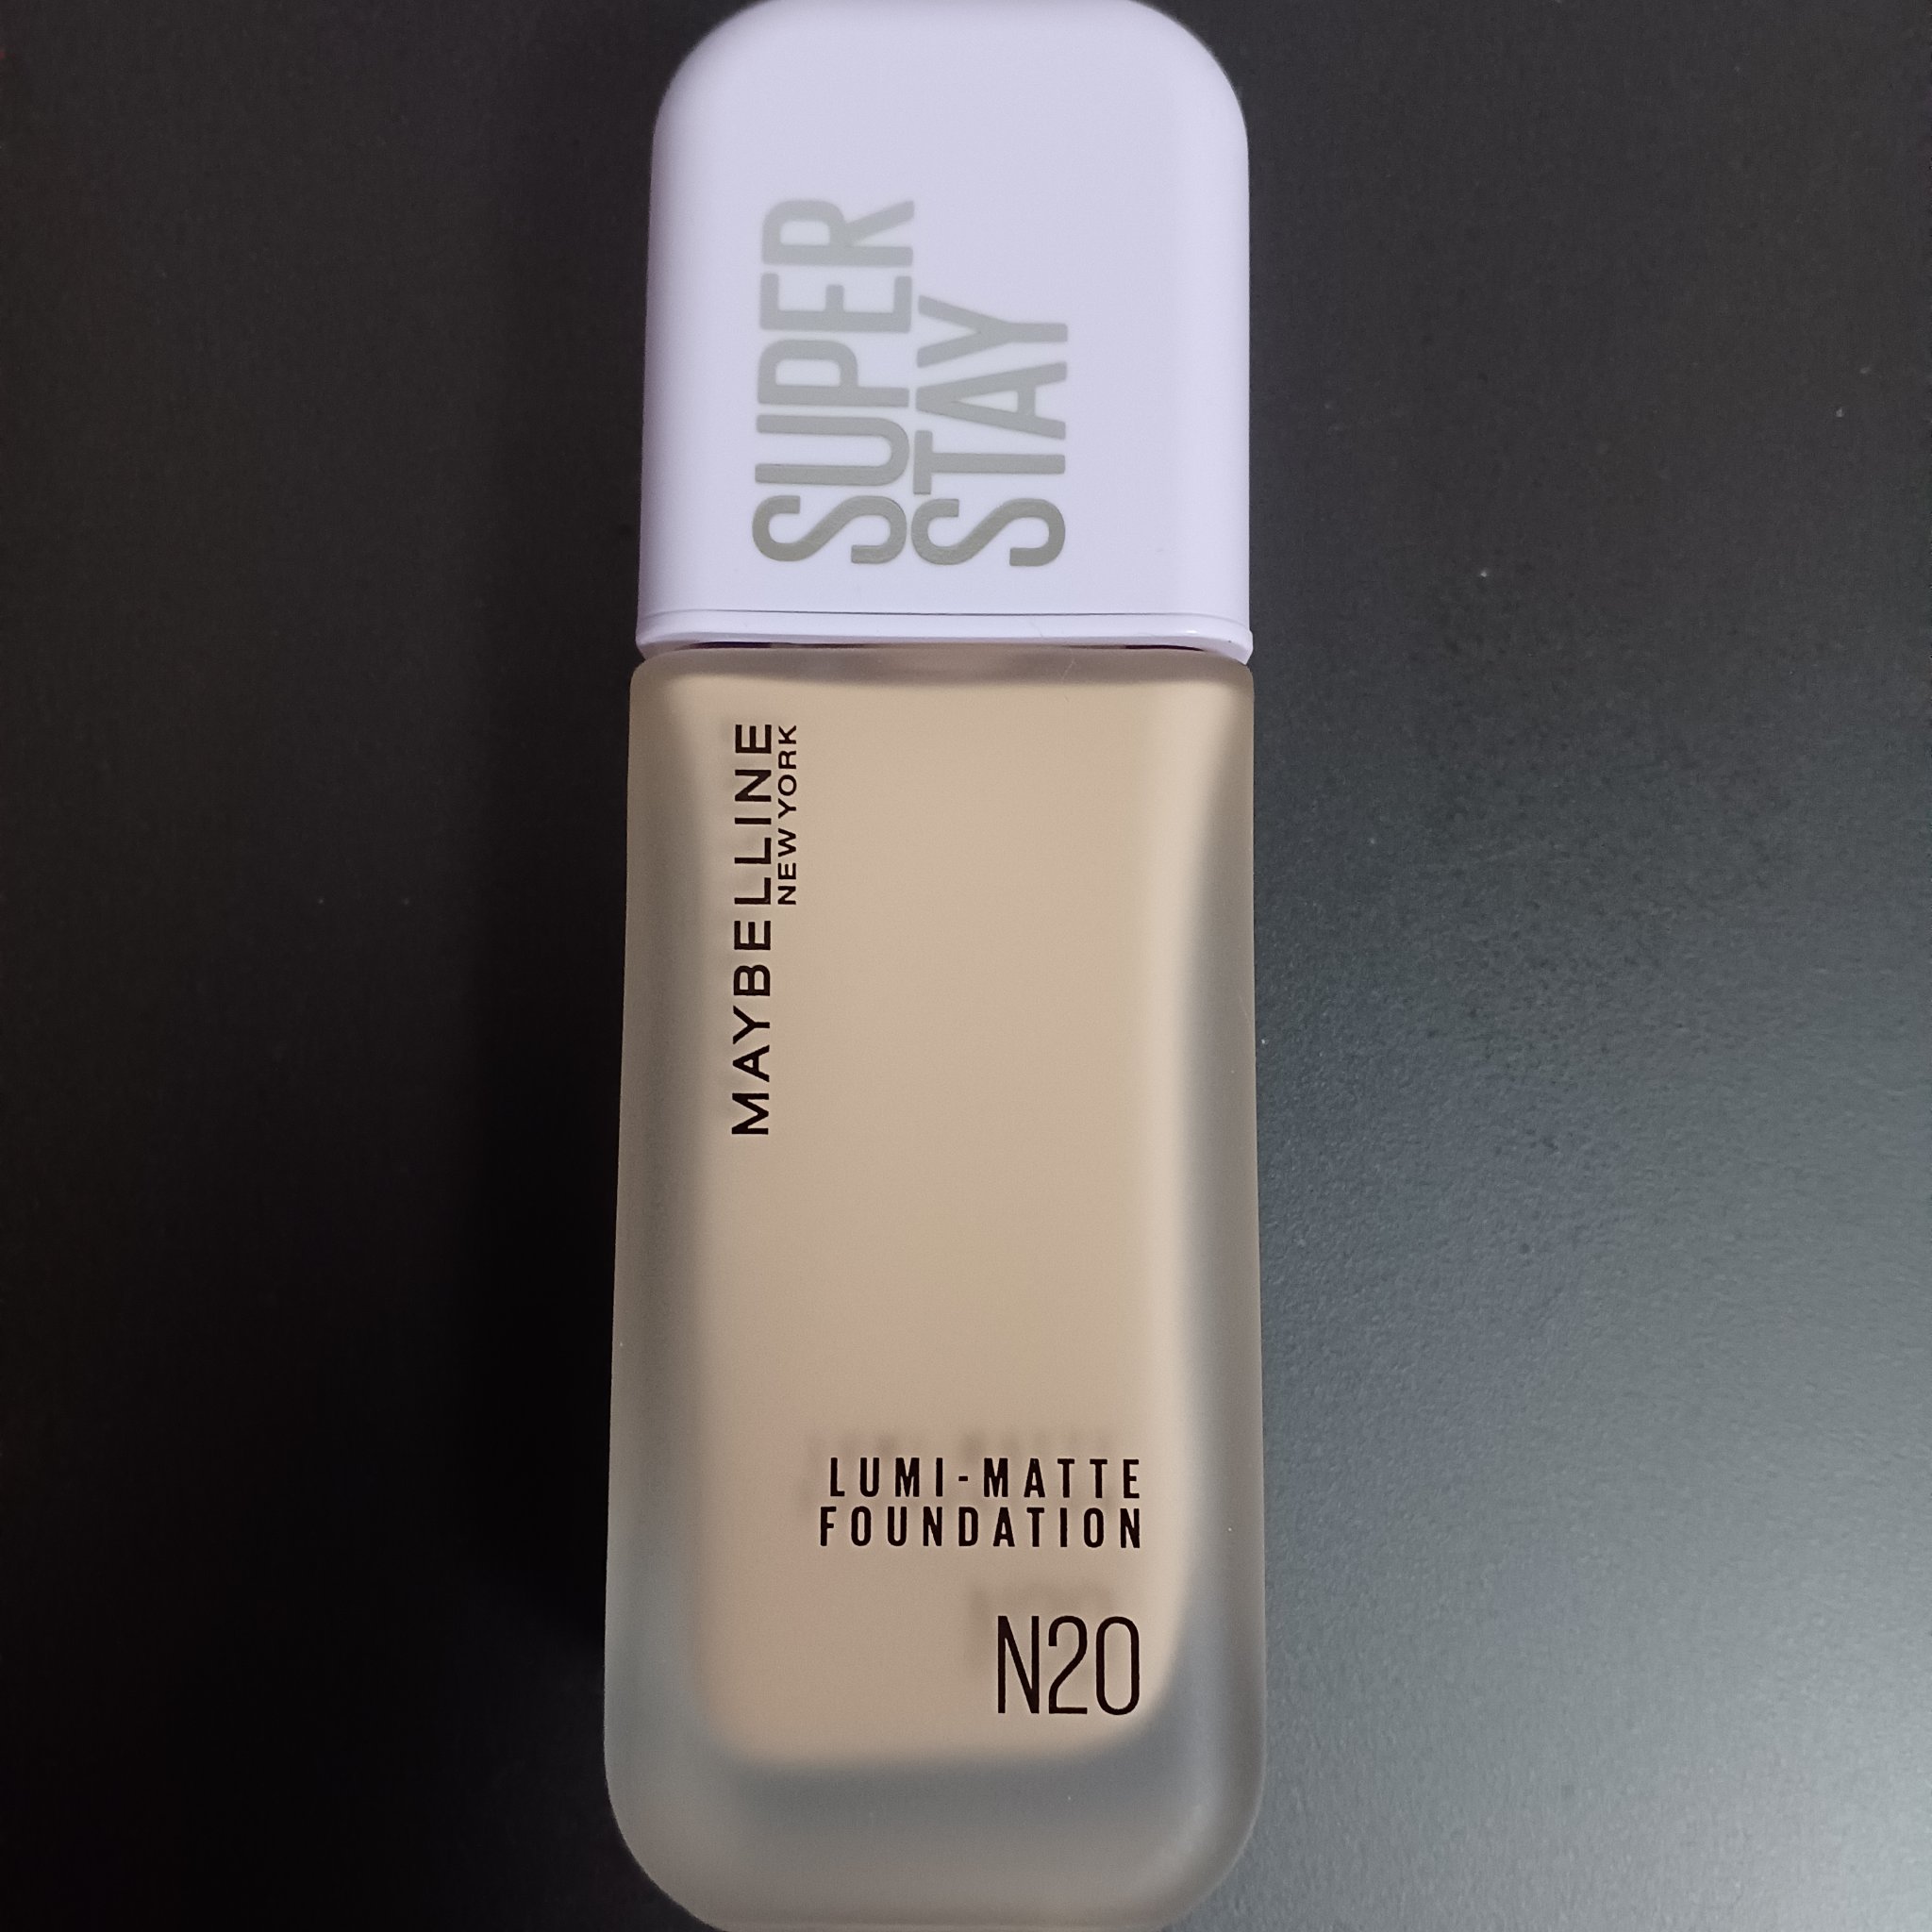 SUPER
STAY
MAYBELLINE
NEW YORK
LUMI-MATTE
FOUNDATION
N20